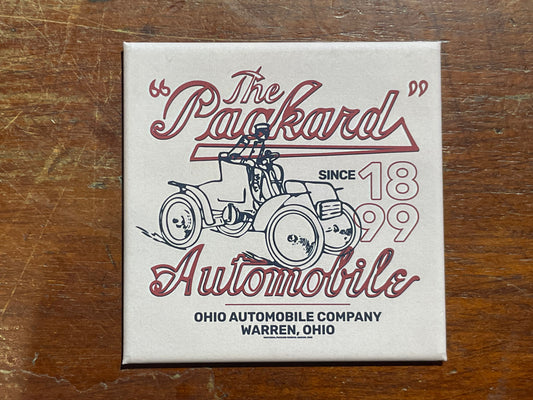 The
"Packard"
SINCE 18
99
Automobile
OHIO AUTOMOBILE COMPANY
WARREN, OHIO